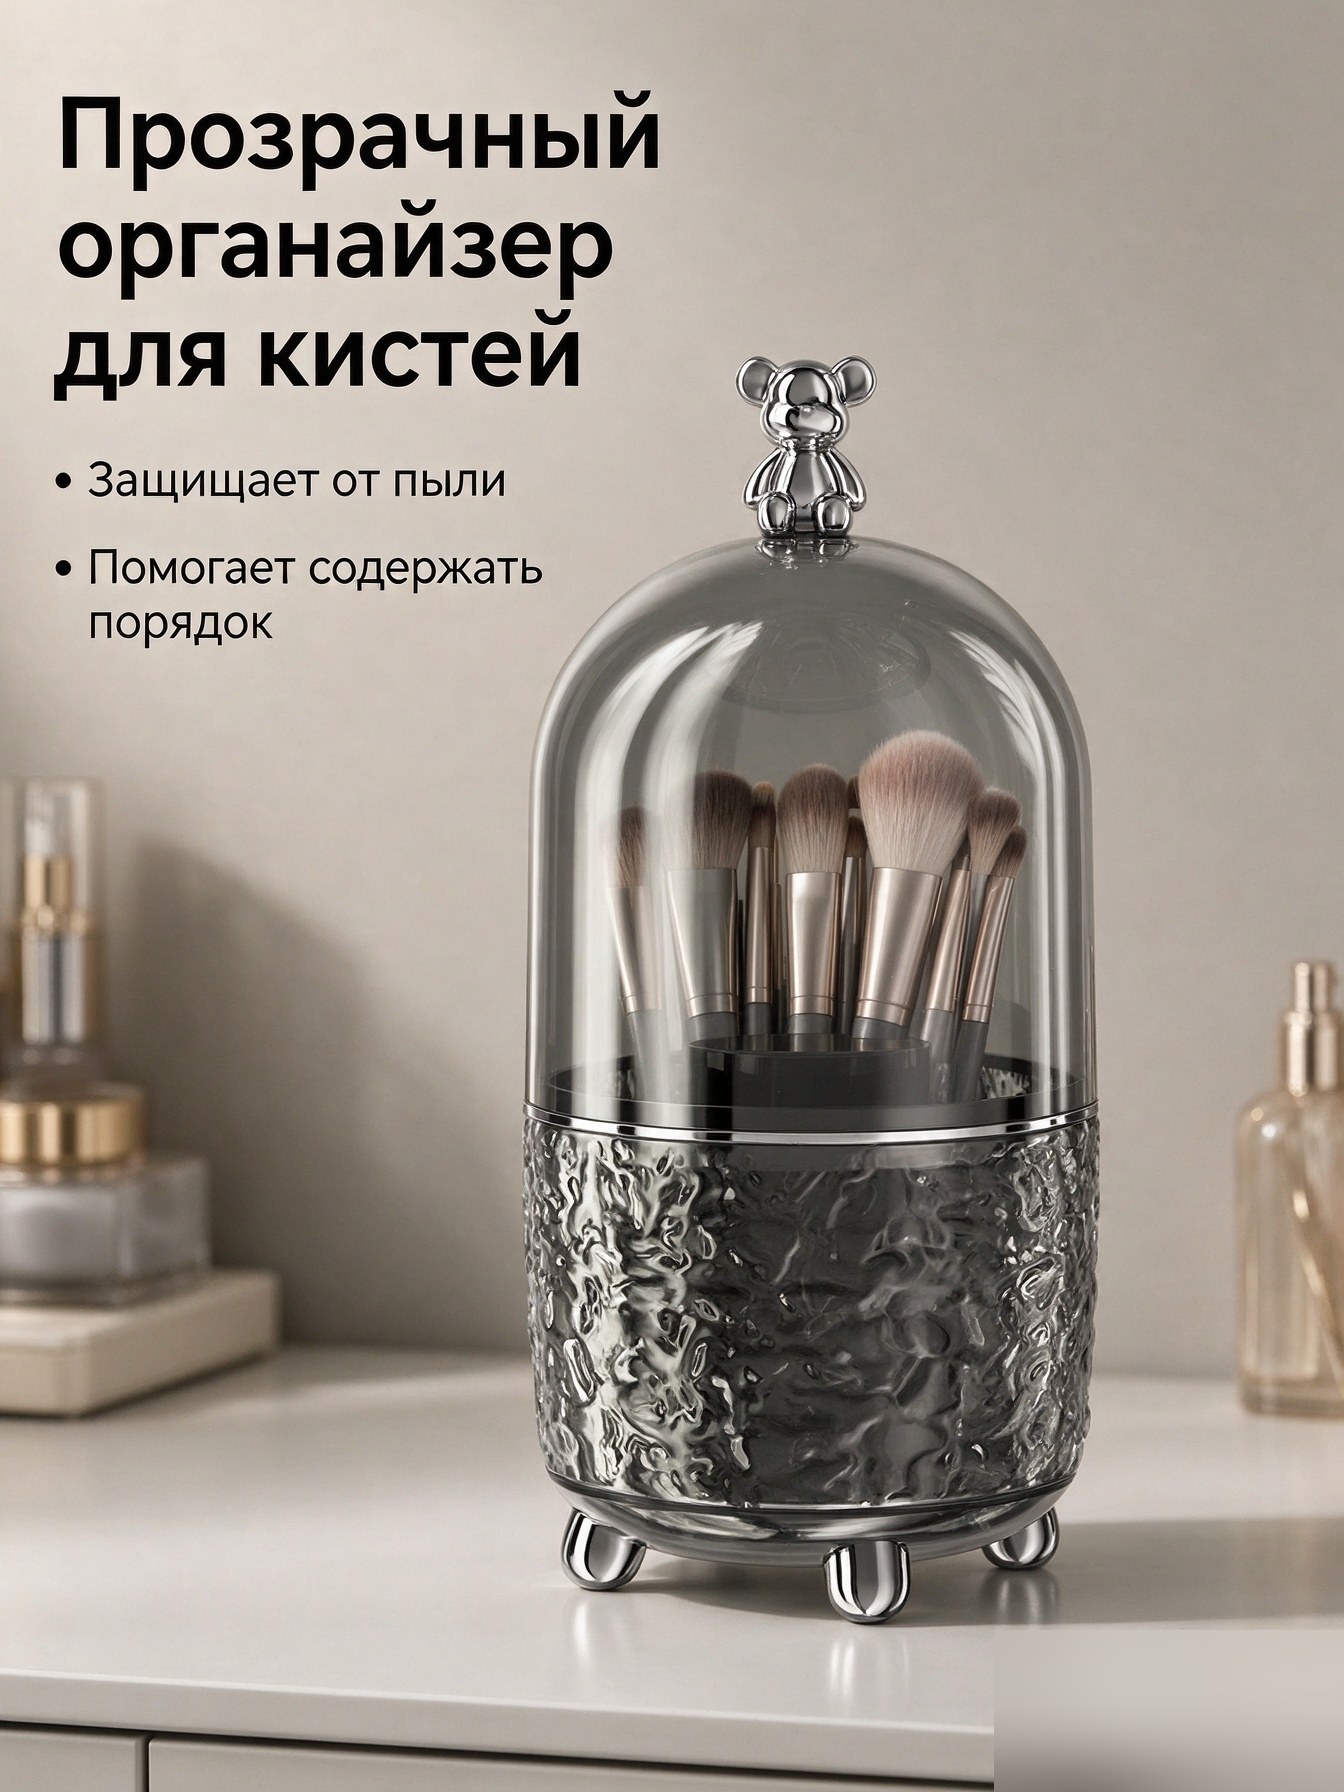 Прозрачный
органайзер
для кистей
• Защищает от пыли
• Помогает содержать
порядок